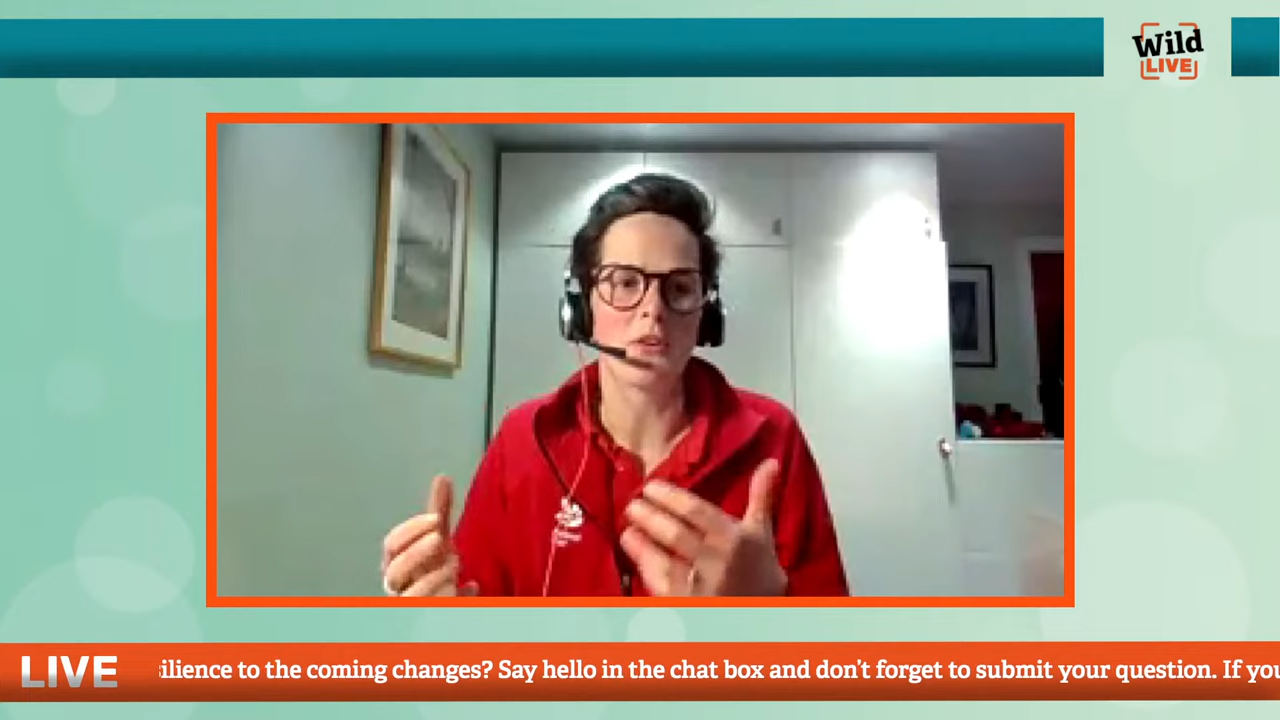 Wild
LIVE
LIVE
silience to the coming changes? Say hello in the chat box and don't forget to submit your question. If you